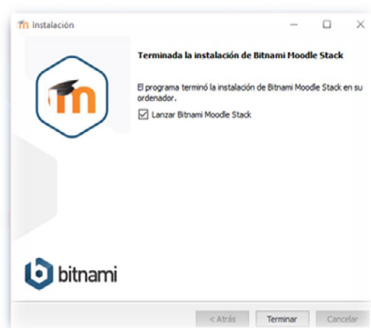 Instalación
Terminada la instalación de Bitnami Moodle Stack
El programa terminó la instalación de Bitnami Moodle Stack en su
ordenador.
Lanzar Bitnami Moodle Stack
m
bitnami
< Atrás
Terminar
Cancelar